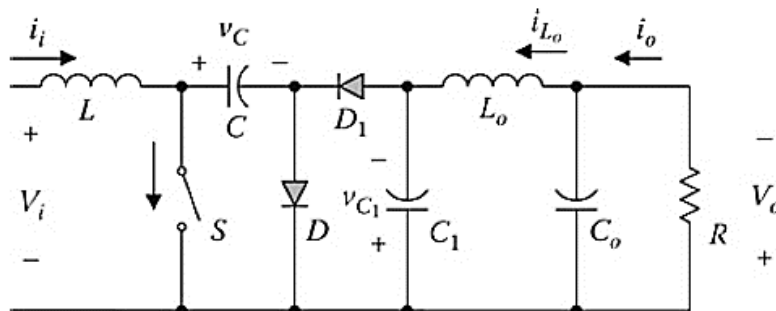 i_i
v_C
i_{L_o}
i_o
+ −
L
C
D_1
L_o
+
V_i
−
S
D
−
v_{C_1}
+
C_1
C_o
R
−
V_o
+